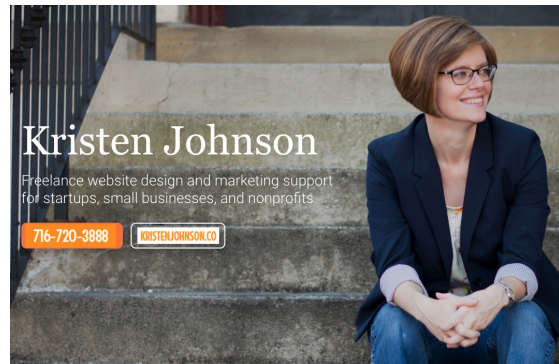 Kristen Johnson
Freelance website design and marketing support
for startups, small businesses, and nonprofits
716-720-3888
KRISTENJOHNSON.CO